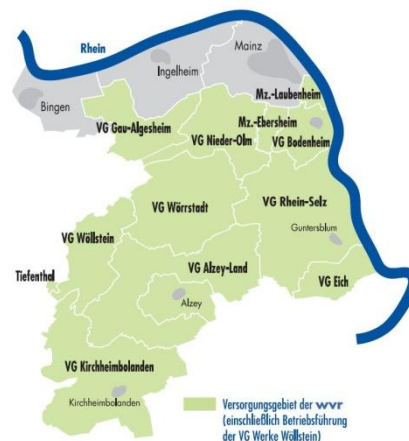 Rhein
Mainz
Ingelheim
Bingen
Mz.-Laubenheim
VG Gau-Algesheim
Mz.-Ebersheim
VG Nieder-Olm
VG Bodenheim
VG Wörrstadt
VG Rhein-Selz
VG Wöllstein
Guntersblum
Tiefenthal
VG Alzey-Land
VG Eich
Alzey
VG Kirchheimbolanden
Kirchheimbolanden
Versorgungsgebiet der wvr
(einschließlich Betriebsführung
der VG Werke Wöllstein)